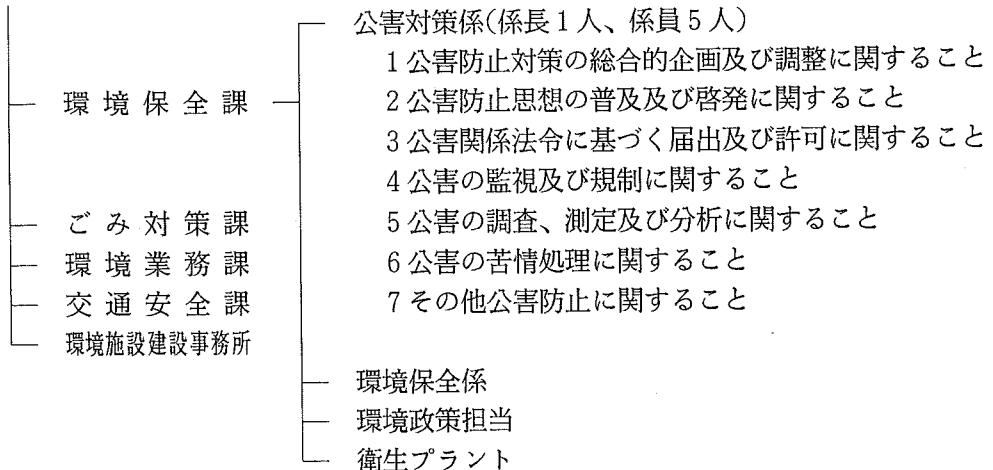 公害対策係(係長1人、係員5人)
1公害防止対策の総合的企画及び調整に関すること
環境保全課
2公害防止思想の普及及び啓発に関すること
3公害関係法令に基づく届出及び許可に関すること
4公害の監視及び規制に関すること
ごみ対策課
5公害の調査、測定及び分析に関すること
環境業務課
6公害の苦情処理に関すること
交通安全課
7その他公害防止に関すること
環境施設建設事務所
環境保全係
環境政策担当
衛生プラント